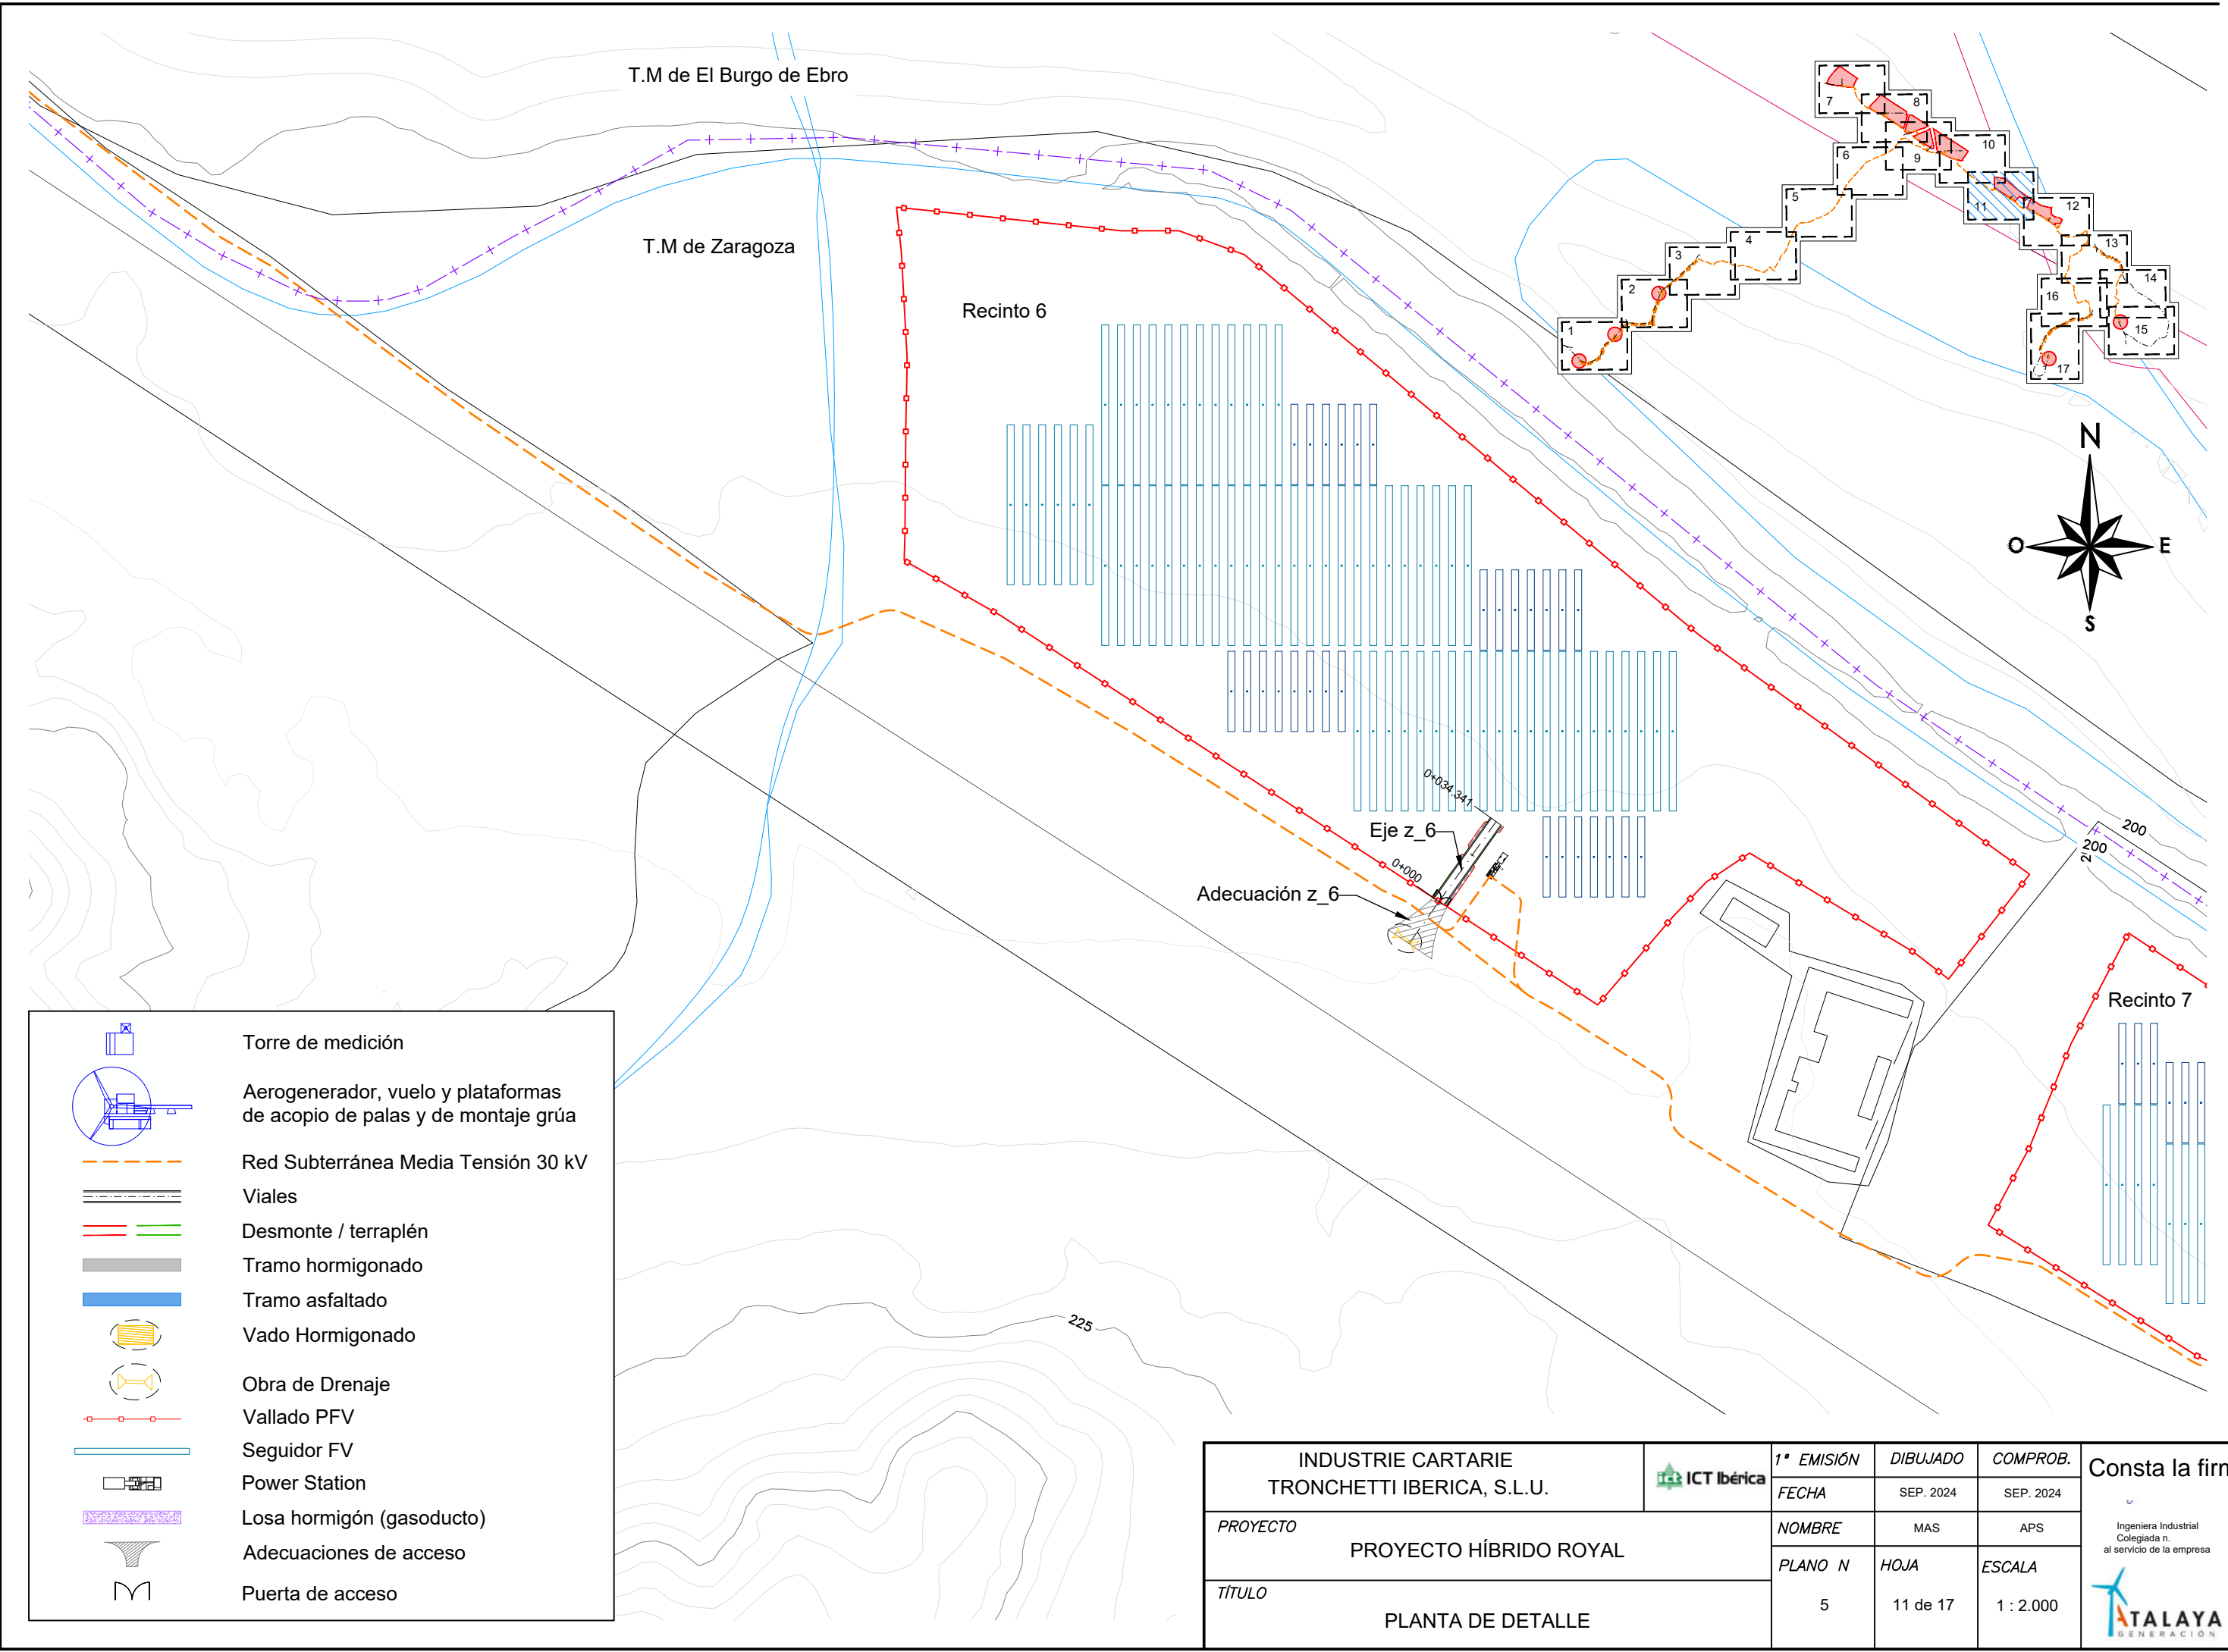 T.M de El Burgo de Ebro
T.M de Zaragoza
Recinto 6
7
8
6
9
10
5
11
12
4
13
3
14
2
16
1
15
17
N
O
E
S
0+034.341
Eje z_6
0+000
Adecuación z_6
200
200
Recinto 7
225
Torre de medición
Aerogenerador, vuelo y plataformas
de acopio de palas y de montaje grúa
Red Subterránea Media Tensión 30 kV
Viales
Desmonte / terraplén
Tramo hormigonado
Tramo asfaltado
Vado Hormigonado
Obra de Drenaje
Vallado PFV
Seguidor FV
Power Station
Losa hormigón (gasoducto)
Adecuaciones de acceso
Puerta de acceso
INDUSTRIE CARTARIE
TRONCHETTI IBERICA, S.L.U.
ict ICT Ibérica
1ª EMISIÓN DIBUJADO COMPROB.
FECHA SEP. 2024 SEP. 2024
NOMBRE MAS APS
PLANO N HOJA ESCALA
5 11 de 17 1 : 2.000
PROYECTO
PROYECTO HÍBRIDO ROYAL
TÍTULO
PLANTA DE DETALLE
Consta la firm
Ingeniera Industrial
Colegiada n.
al servicio de la empresa
ATALAYA
GENERACIÓN